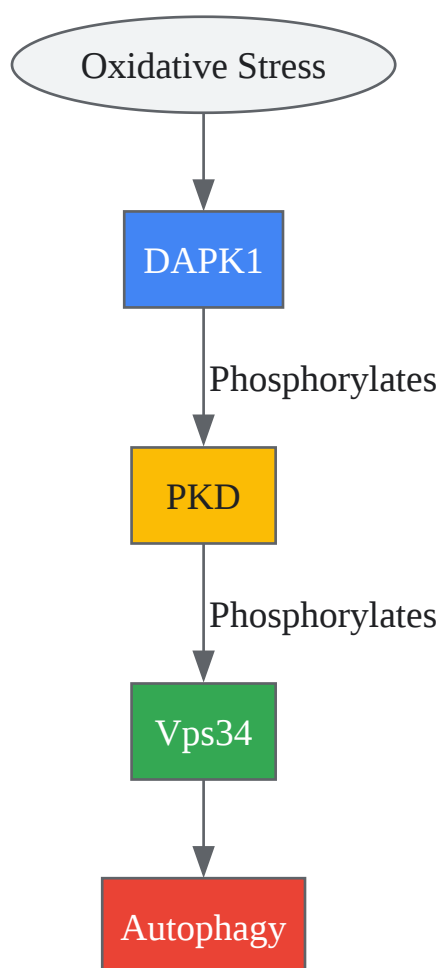 Oxidative Stress
DAPK1
Phosphorylates
PKD
Phosphorylates
Vps34
Autophagy